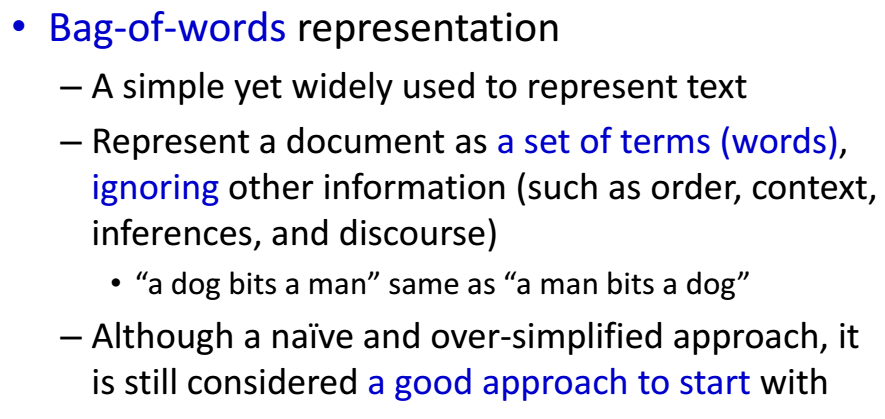 • Bag-of-words representation
– A simple yet widely used to represent text
– Represent a document as a set of terms (words),
ignoring other information (such as order, context,
inferences, and discourse)
• “a dog bits a man” same as “a man bits a dog”
– Although a naïve and over-simplified approach, it
is still considered a good approach to start with